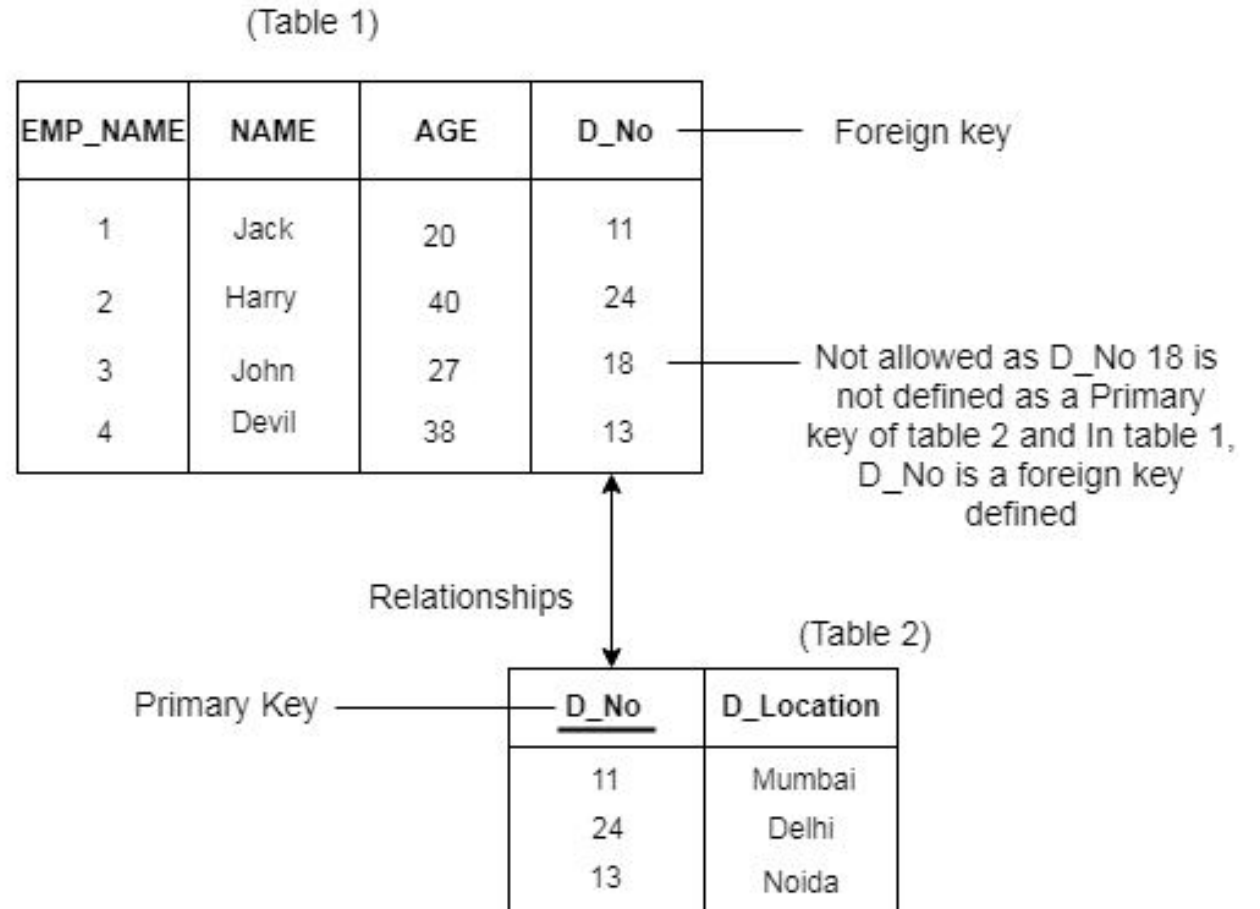 (Table 1)
EMP_NAME NAME AGE D_No Foreign key
1 Jack 20 11
2 Harry 40 24
3 John 27 18
4 Devil 38 13
Not allowed as D_No 18 is
not defined as a Primary
key of table 2 and In table 1,
D_No is a foreign key
defined
Relationships
(Table 2)
Primary Key D_No D_Location
11 Mumbai
24 Delhi
13 Noida